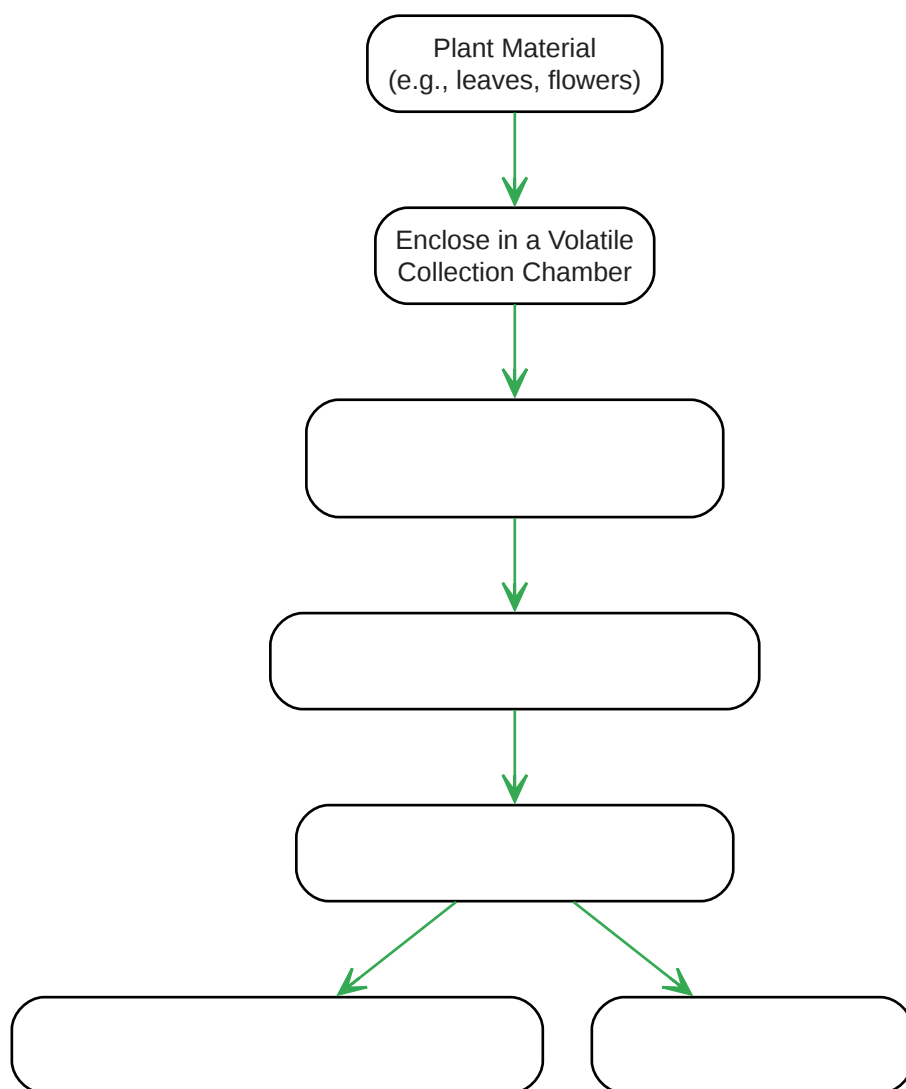 Plant Material
(e.g., leaves, flowers)
Enclose in a Volatile
Collection Chamber